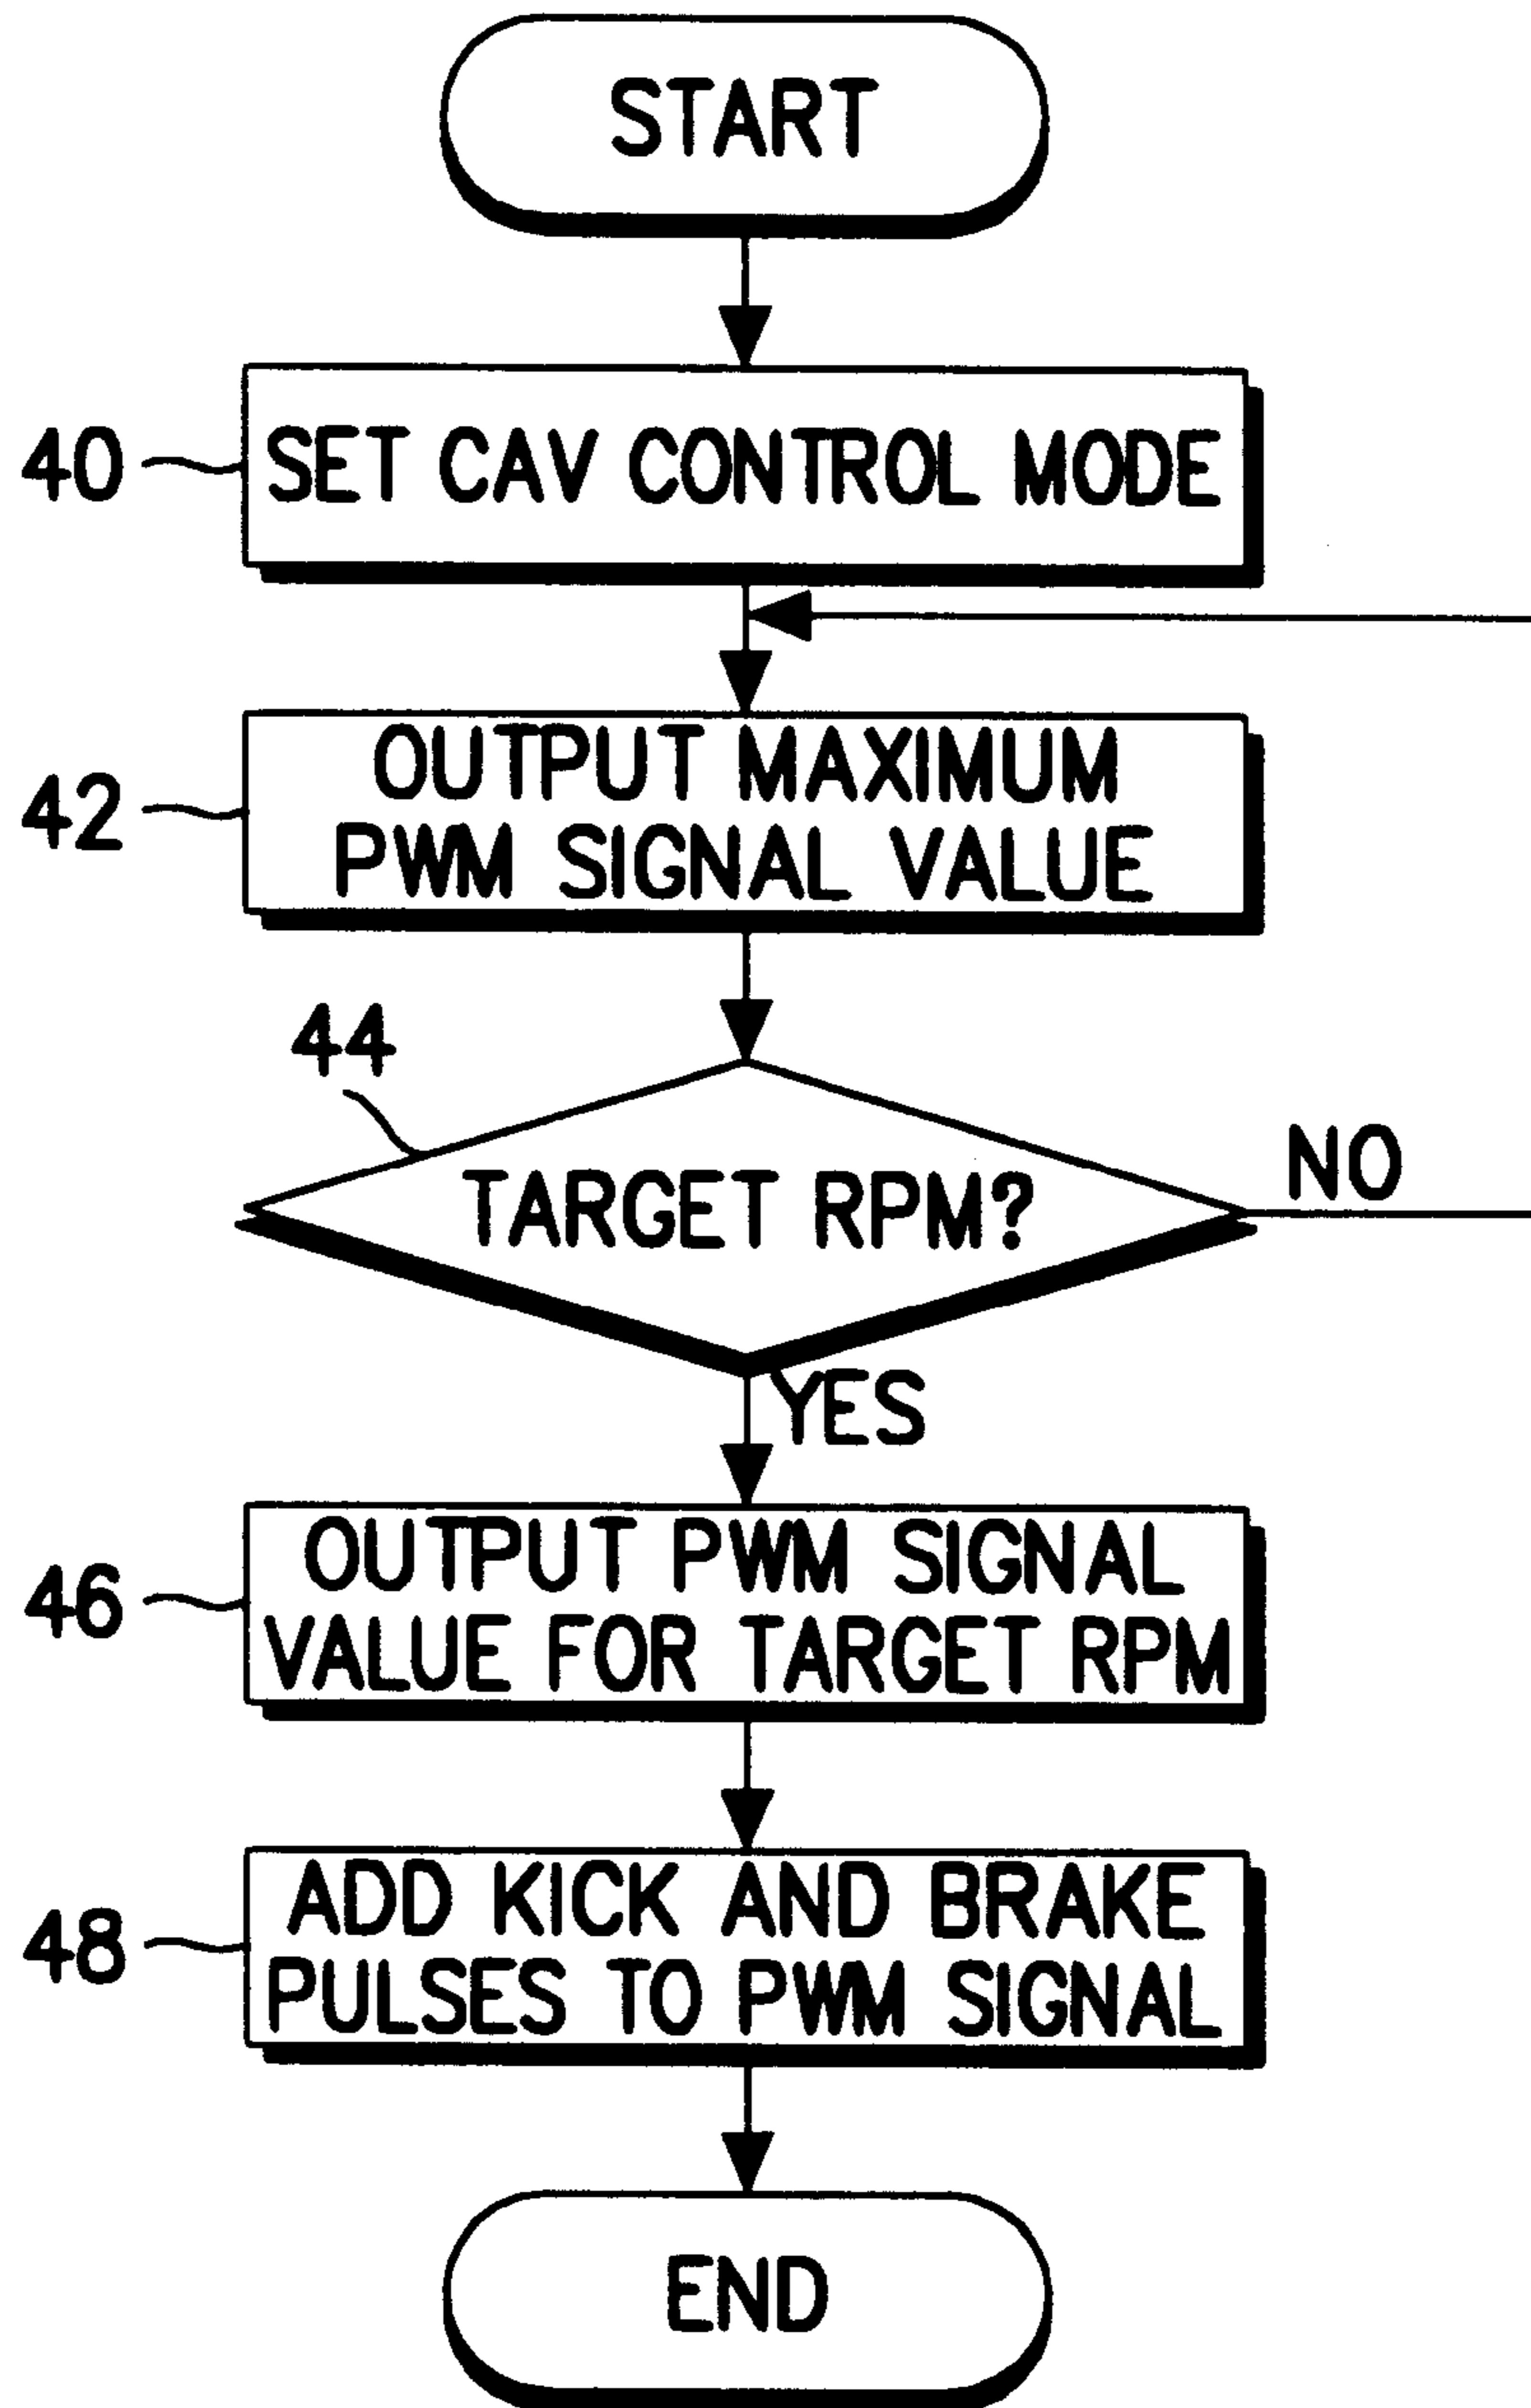 START
40
SET CAV CONTROL MODE
42
OUTPUT MAXIMUM
PWM SIGNAL VALUE
44
TARGET RPM?
NO
YES
46
OUTPUT PWM SIGNAL
VALUE FOR TARGET RPM
48
ADD KICK AND BRAKE
PULSES TO PWM SIGNAL
END